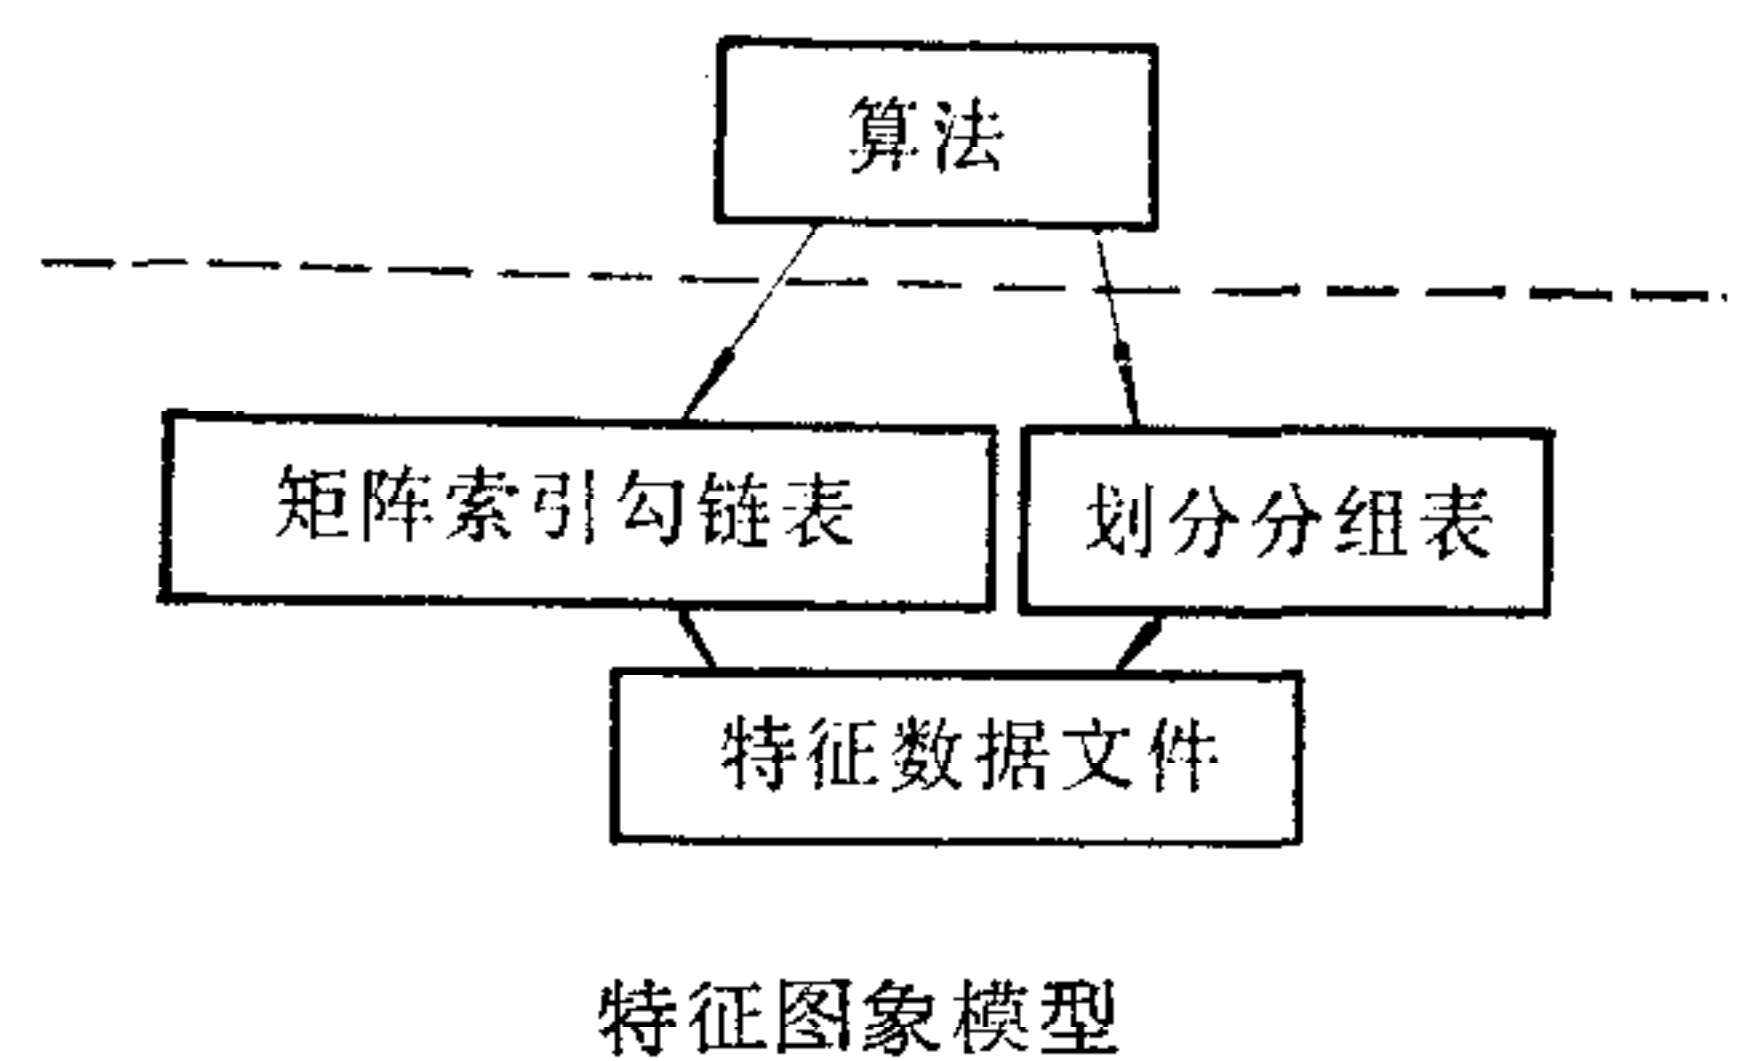 算法
矩阵索引勾链表
划分分组表
特征数据文件
特征图象模型